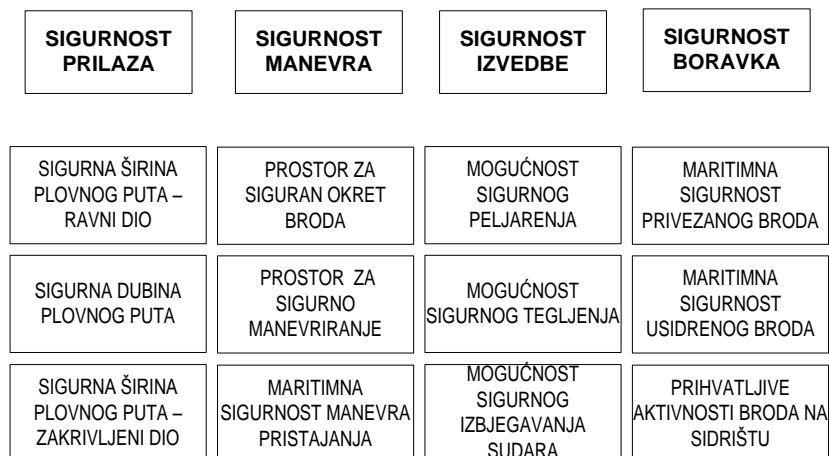 SIGURNOST
PRILAZA
SIGURNOST
MANEVRA
SIGURNOST
IZVEDBE
SIGURNOST
BORAVKA
SIGURNA ŠIRINA
PLOVNOG PUTA –
RAVNI DIO
PROSTOR ZA
SIGURAN OKRET
BRODA
MOGUĆNOST
SIGURNOG
PELJARENJA
MARITIMNA
SIGURNOST
PRIVEZANOG BRODA
SIGURNA DUBINA
PLOVNOG PUTA
PROSTOR ZA
SIGURNO
MANEVRIRANJE
MOGUĆNOST
SIGURNOG TEGLJENJA
MARITIMNA
SIGURNOST
USIDRENOG BRODA
SIGURNA ŠIRINA
PLOVNOG PUTA –
ZAKRIVLJENI DIO
MARITIMNA
SIGURNOST MANEVRA
PRISTAJANJA
MOGUĆNOST
SIGURNOG
IZBJEGAVANJA
SUDARA
PRIHVATLJIVE
AKTIVNOSTI BRODA NA
SIDRIŠTU